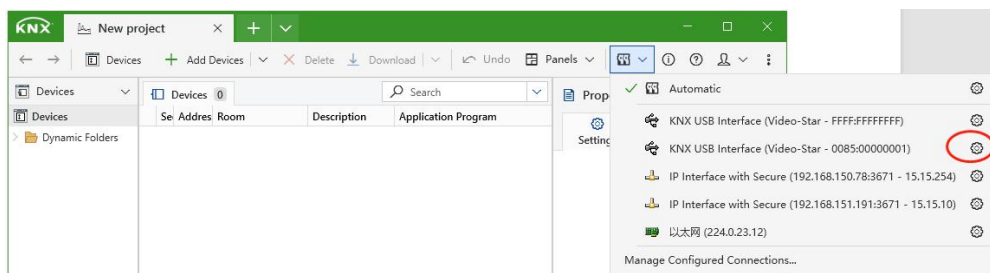 KNX New project × + 
← → Devices + Add Devices Delete Download Undo Panels
Devices
Devices
Dynamic Folders
Devices 0 Search
Se Addres Room Description Application Program
Prop
Setting
Automatic
KNX USB Interface (Video-Star - FFFF:FFFFFFFF)
KNX USB Interface (Video-Star - 0085:00000001)
IP Interface with Secure (192.168.150.78:3671 - 15.15.254)
IP Interface with Secure (192.168.151.191:3671 - 15.15.10)
以太网 (224.0.23.12)
Manage Configured Connections...